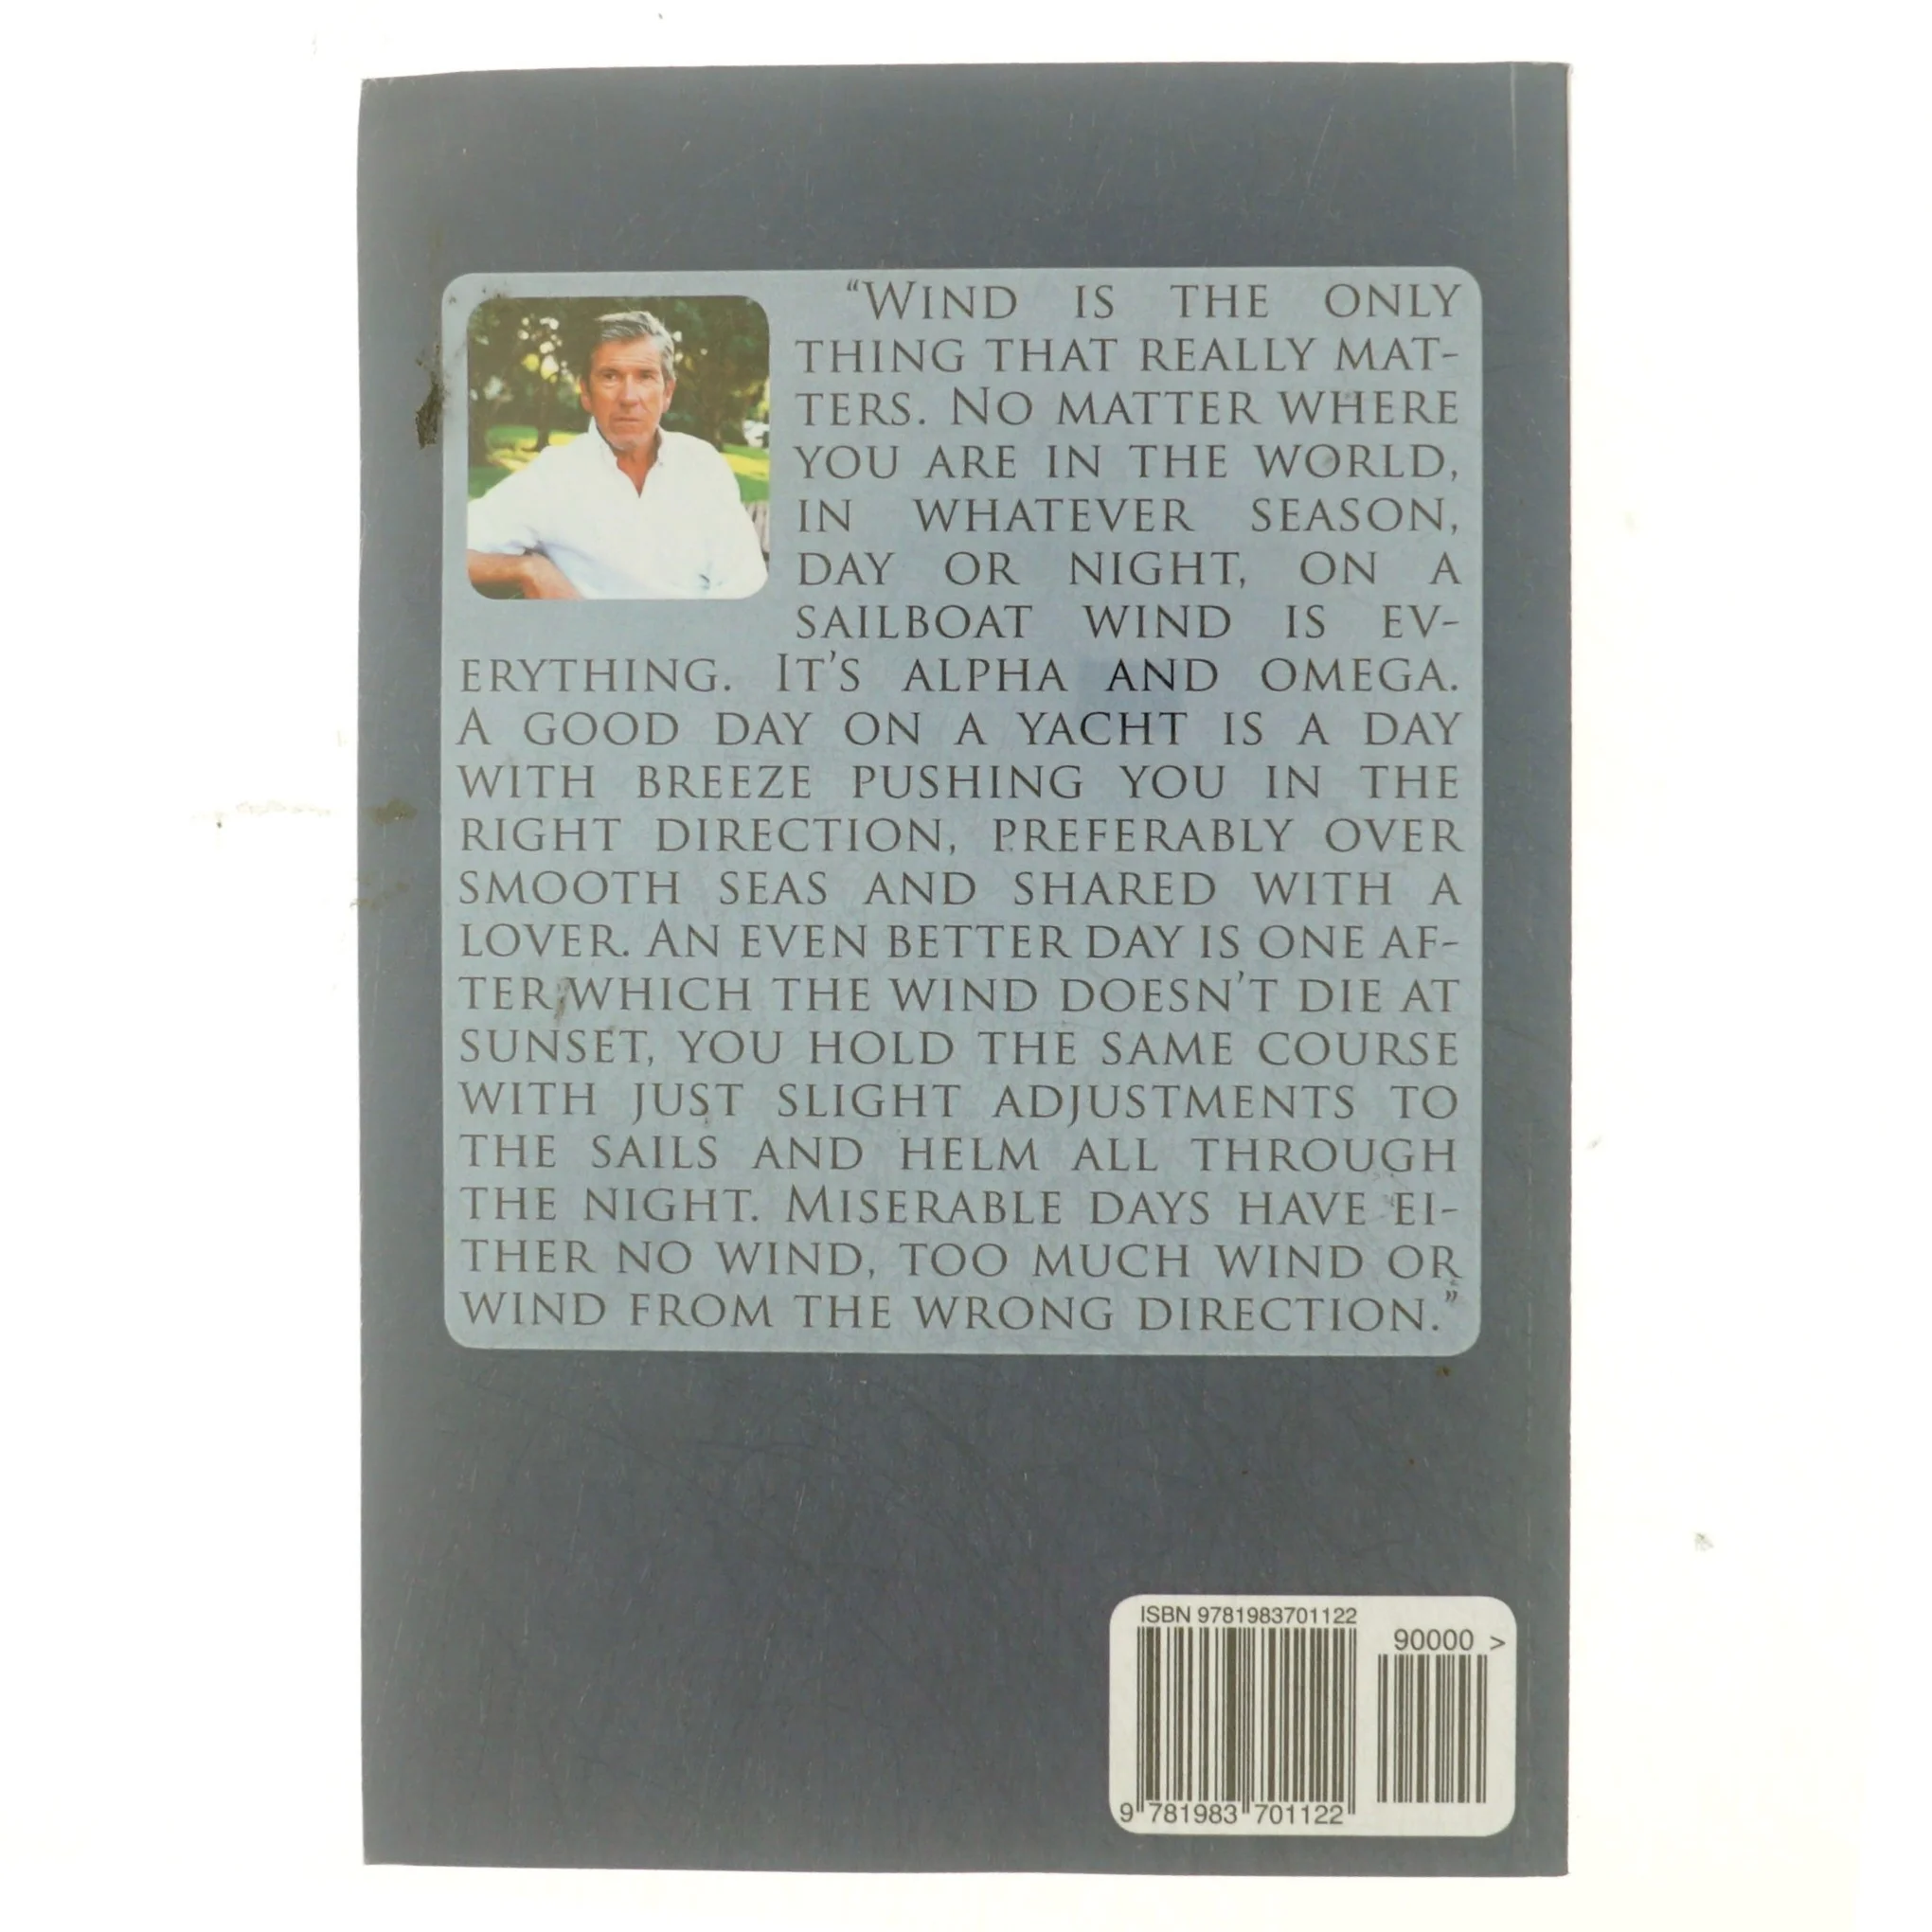 “WIND IS THE ONLY
THING THAT REALLY MAT-
TERS. NO MATTER WHERE
YOU ARE IN THE WORLD,
IN WHATEVER SEASON,
DAY OR NIGHT, ON A
SAILBOAT WIND IS EV-
ERYTHING. IT’S ALPHA AND OMEGA.
A GOOD DAY ON A YACHT IS A DAY
WITH BREEZE PUSHING YOU IN THE
RIGHT DIRECTION, PREFERABLY OVER
SMOOTH SEAS AND SHARED WITH A
LOVER. AN EVEN BETTER DAY IS ONE AF-
TER WHICH THE WIND DOESN’T DIE AT
SUNSET, YOU HOLD THE SAME COURSE
WITH JUST SLIGHT ADJUSTMENTS TO
THE SAILS AND HELM ALL THROUGH
THE NIGHT. MISERABLE DAYS HAVE EI-
THER NO WIND, TOO MUCH WIND OR
WIND FROM THE WRONG DIRECTION.”
ISBN 9781983701122
90000 >
9 781983 701122